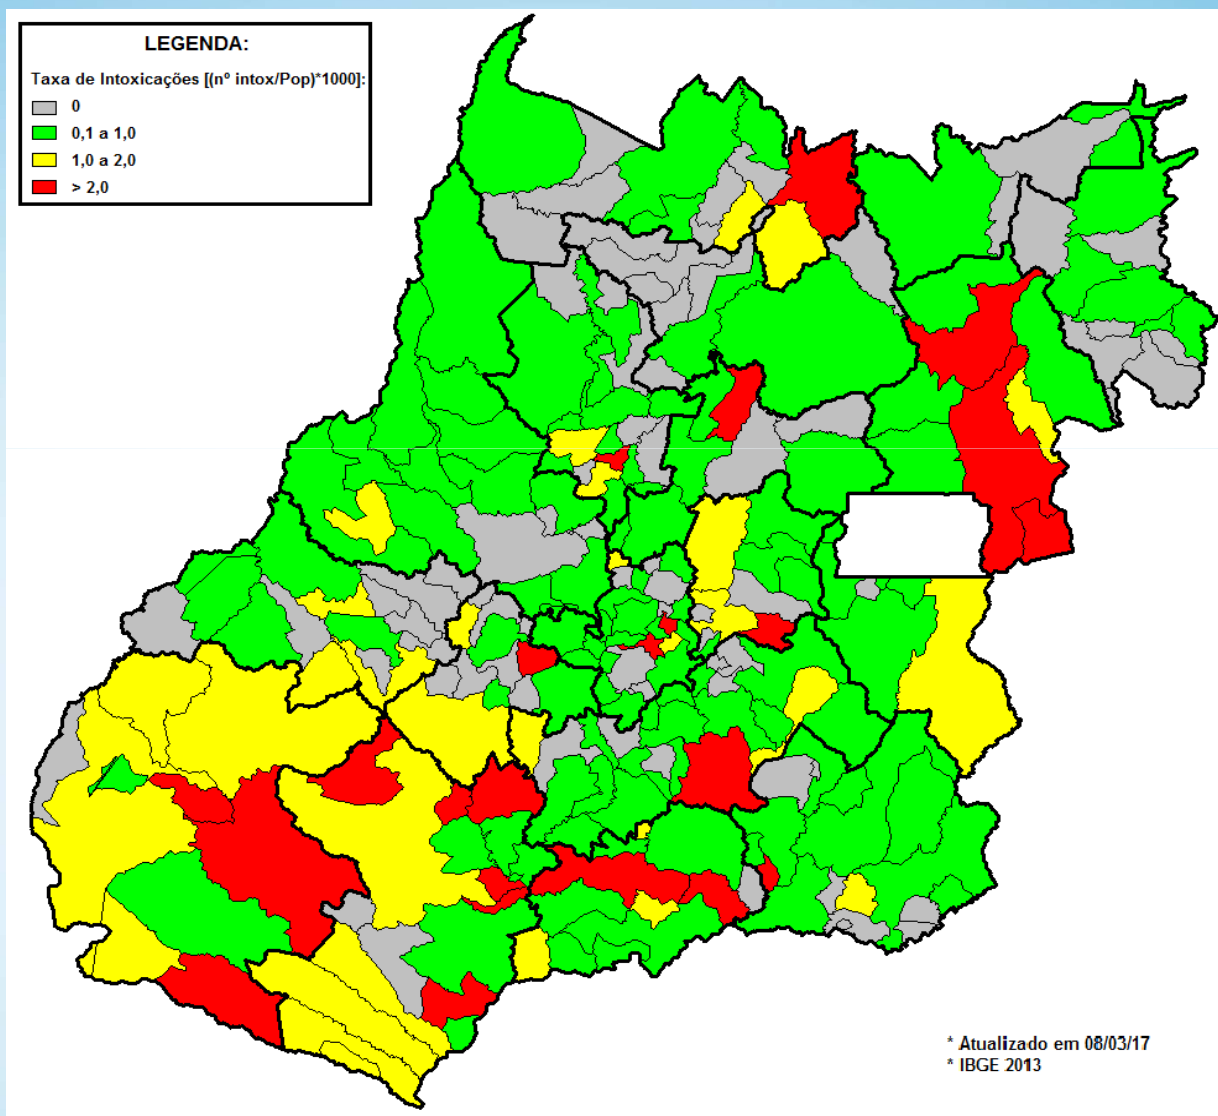 LEGENDA:
Taxa de Intoxicações [(nº intox/Pop)*1000]:
0
0,1 a 1,0
1,0 a 2,0
> 2,0
* Atualizado em 08/03/17
* IBGE 2013